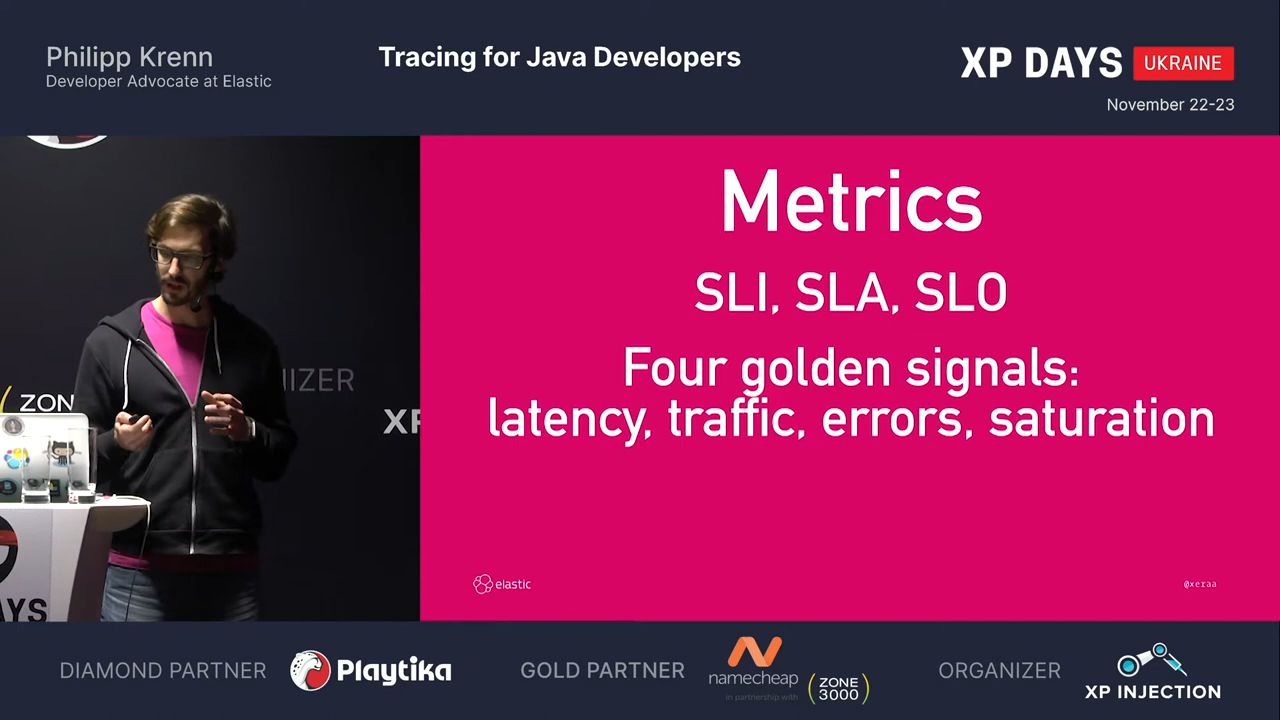 Philipp Krenn
Developer Advocate at Elastic
Tracing for Java Developers
XP DAYS UKRAINE
November 22-23
Metrics
SLI, SLA, SLO
Four golden signals:
latency, traffic, errors, saturation
elastic
@xeraa
IZER
ZON
XP
AYS
DIAMOND PARTNER
Playtika
GOLD PARTNER
namecheap
in partnership with
ZONE
3000
ORGANIZER
XP INJECTION